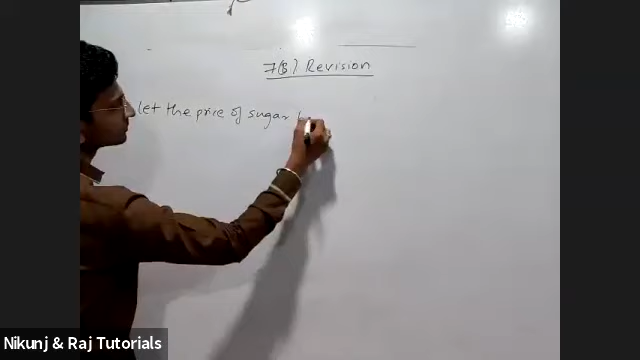 7(B) Revision
let the price of sugar
Nikunj & Raj Tutorials